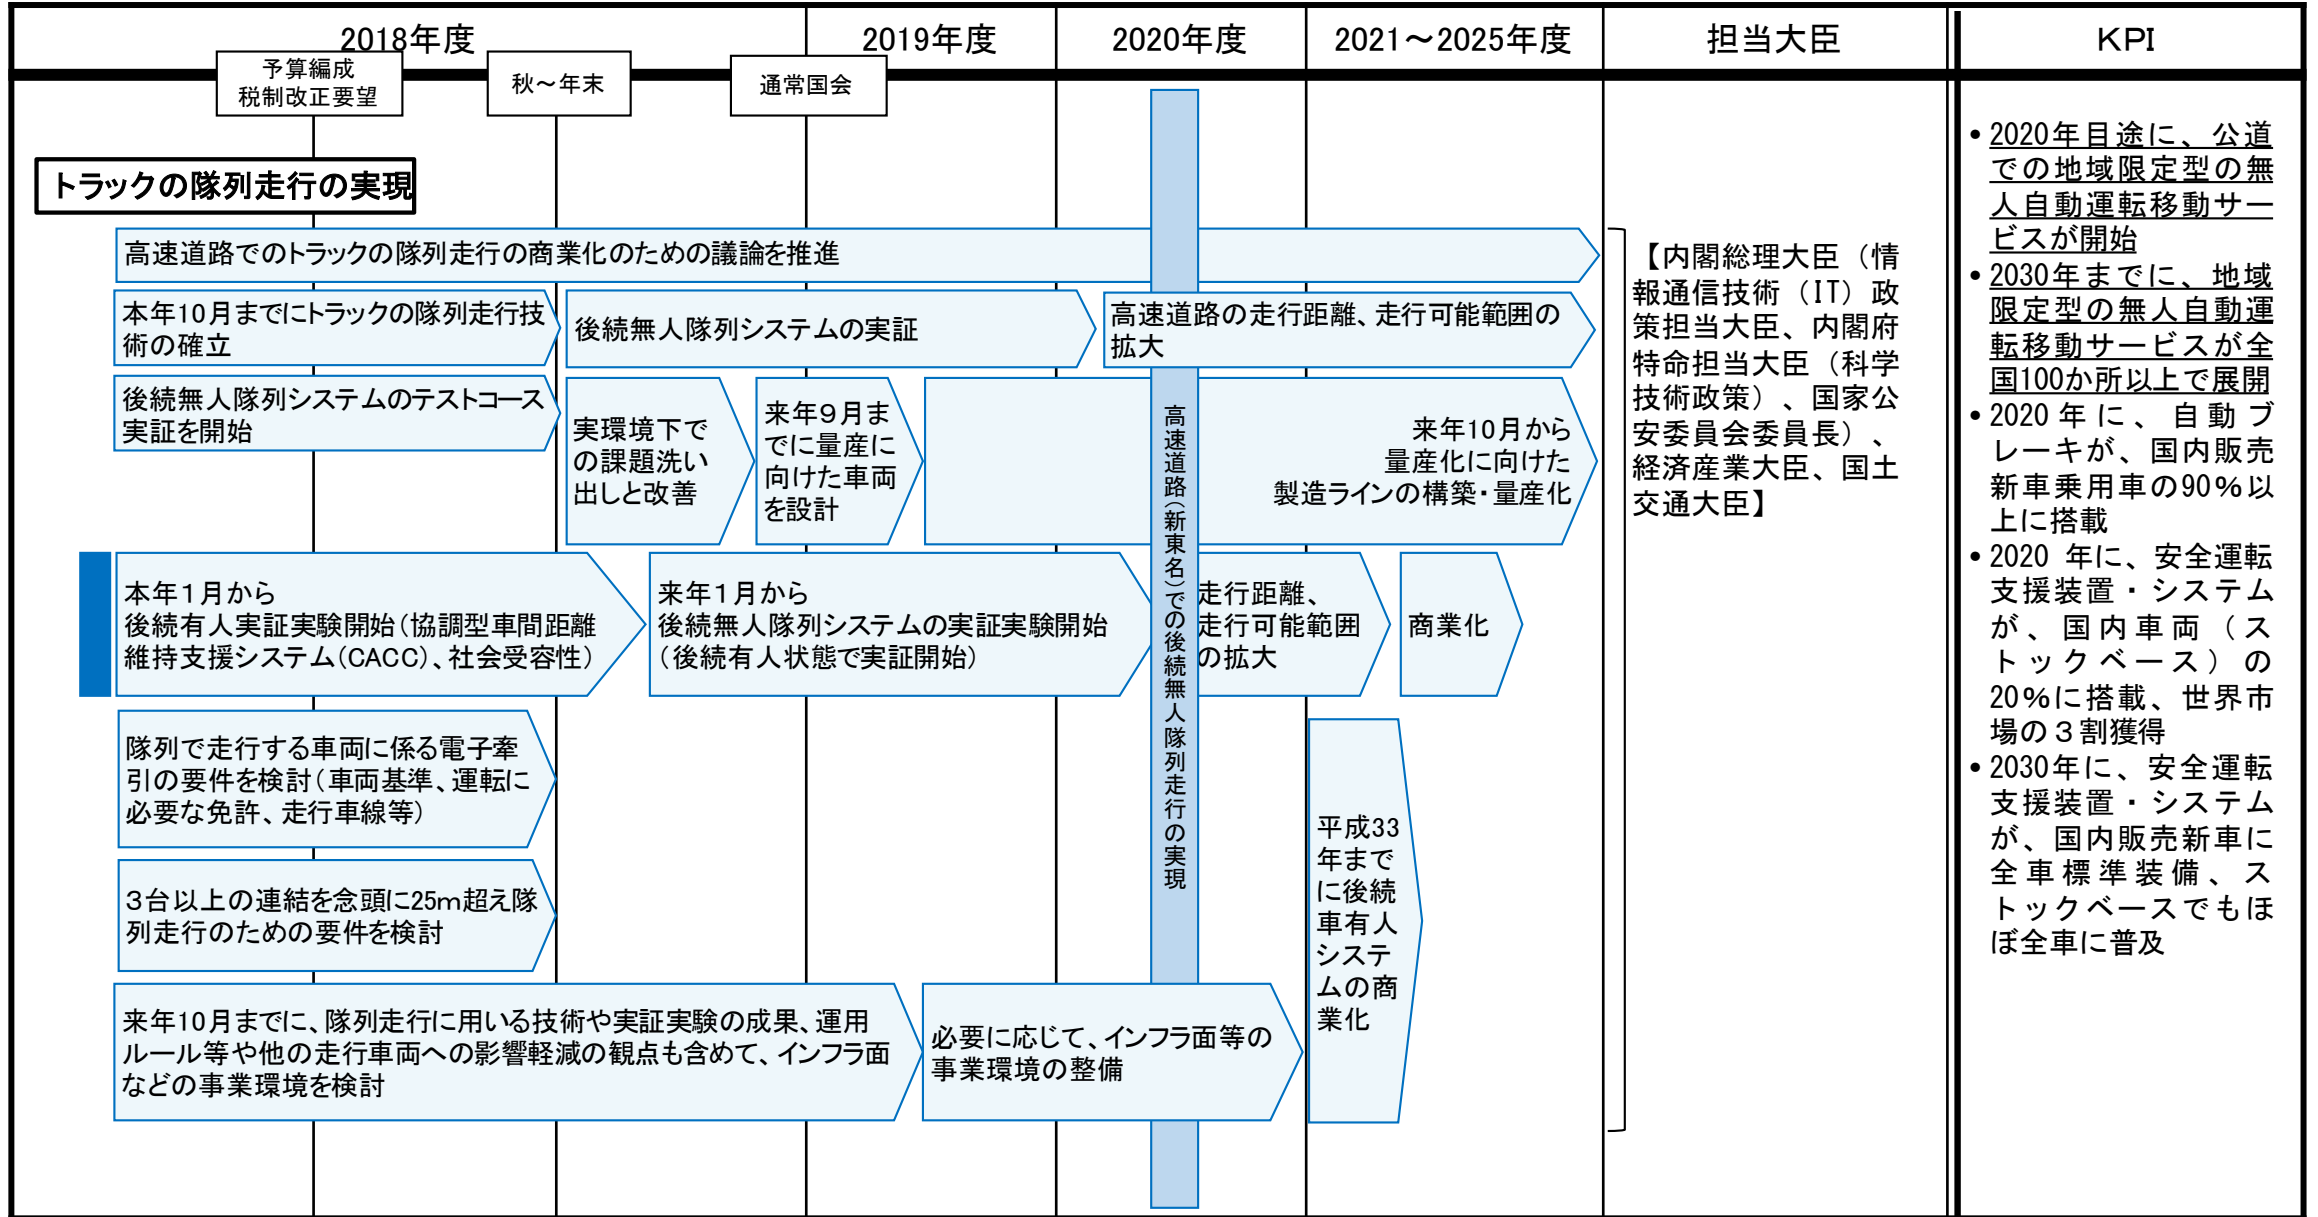 2018年度
2019年度
2020年度
2021～2025年度
担当大臣
KPI
予算編成
税制改正要望
秋～年末
通常国会
トラックの隊列走行の実現
高速道路でのトラックの隊列走行の商業化のための議論を推進
本年10月までにトラックの隊列走行技
術の確立
後続無人隊列システムの実証
高速道路の走行距離、走行可能範囲の
拡大
後続無人隊列システムのテストコース
実証を開始
実環境下で
の課題洗い
出しと改善
来年９月ま
でに量産に
向けた車両
を設計
来年10月から
量産化に向けた
製造ラインの構築・量産化
高速道路（新東名）での後続無人隊列走行の実現
本年１月から
後続有人実証実験開始（協調型車間距離
維持支援システム（CACC）、社会受容性）
来年１月から
後続無人隊列システムの実証実験開始
（後続有人状態で実証開始）
走行距離、
走行可能範囲
の拡大
商業化
隊列で走行する車両に係る電子牽
引の要件を検討（車両基準、運転に
必要な免許、走行車線等）
３台以上の連結を念頭に25m超え隊
列走行のための要件を検討
平成33
年まで
に後続
車有人
システ
ムの商
業化
来年10月までに、隊列走行に用いる技術や実証実験の成果、運用
ルール等や他の走行車両への影響軽減の観点も含めて、インフラ面
などの事業環境を検討
必要に応じて、インフラ面等の
事業環境の整備
【内閣総理大臣（情
報通信技術（IT）政
策担当大臣、内閣府
特命担当大臣（科学
技術政策）、国家公
安委員会委員長）、
経済産業大臣、国土
交通大臣】
• 2020年目途に、公道
での地域限定型の無
人自動運転移動サー
ビスが開始
• 2030年までに、地域
限定型の無人自動運
転移動サービスが全
国100か所以上で展開
• 2020年に、自動ブ
レーキが、国内販売
新車乗用車の90％以
上に搭載
• 2020 年に、安全運転
支援装置・システム
が、国内車両（ス
トックベース）の
20％に搭載、世界市
場の３割獲得
• 2030年に、安全運転
支援装置・システム
が、国内販売新車に
全車標準装備、ス
トックベースでもほ
ぼ全車に普及